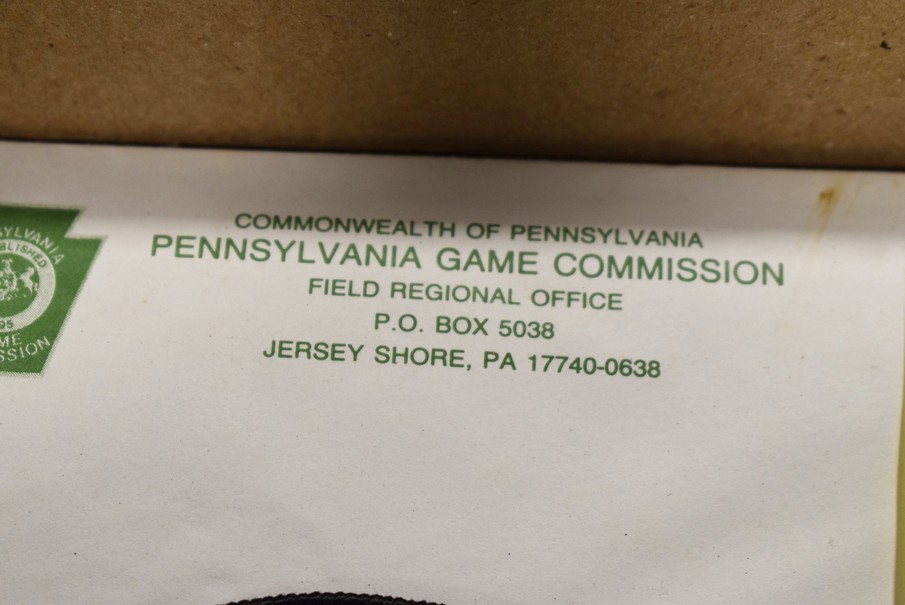 COMMONWEALTH OF PENNSYLVANIA
PENNSYLVANIA GAME COMMISSION
FIELD REGIONAL OFFICE
P.O. BOX 5038
JERSEY SHORE, PA 17740-0638